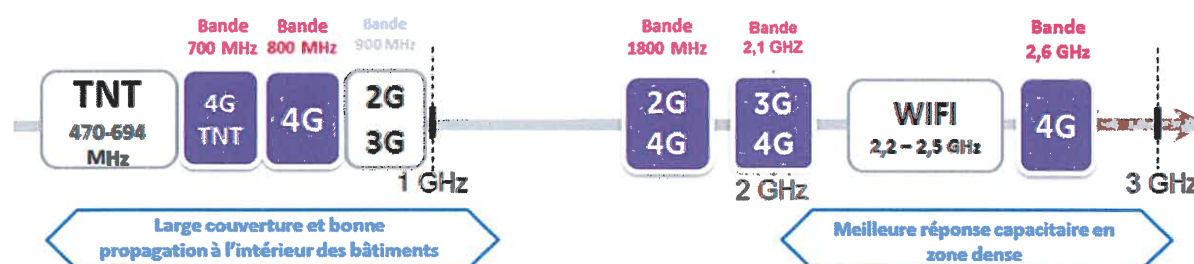 Bande
700 MHz
Bande
800 MHz
Bande
900 MHz
Bande
1800 MHz
Bande
2,1 GHZ
Bande
2,6 GHz
TNT
470-694
MHz
4G
TNT
4G
2G
3G
2G
4G
3G
4G
WIFI
2,2 – 2,5 GHz
4G
1 GHz
2 GHz
3 GHz
Large couverture et bonne
propagation à l'intérieur des bâtiments
Meilleure réponse capacitaire en
zone dense